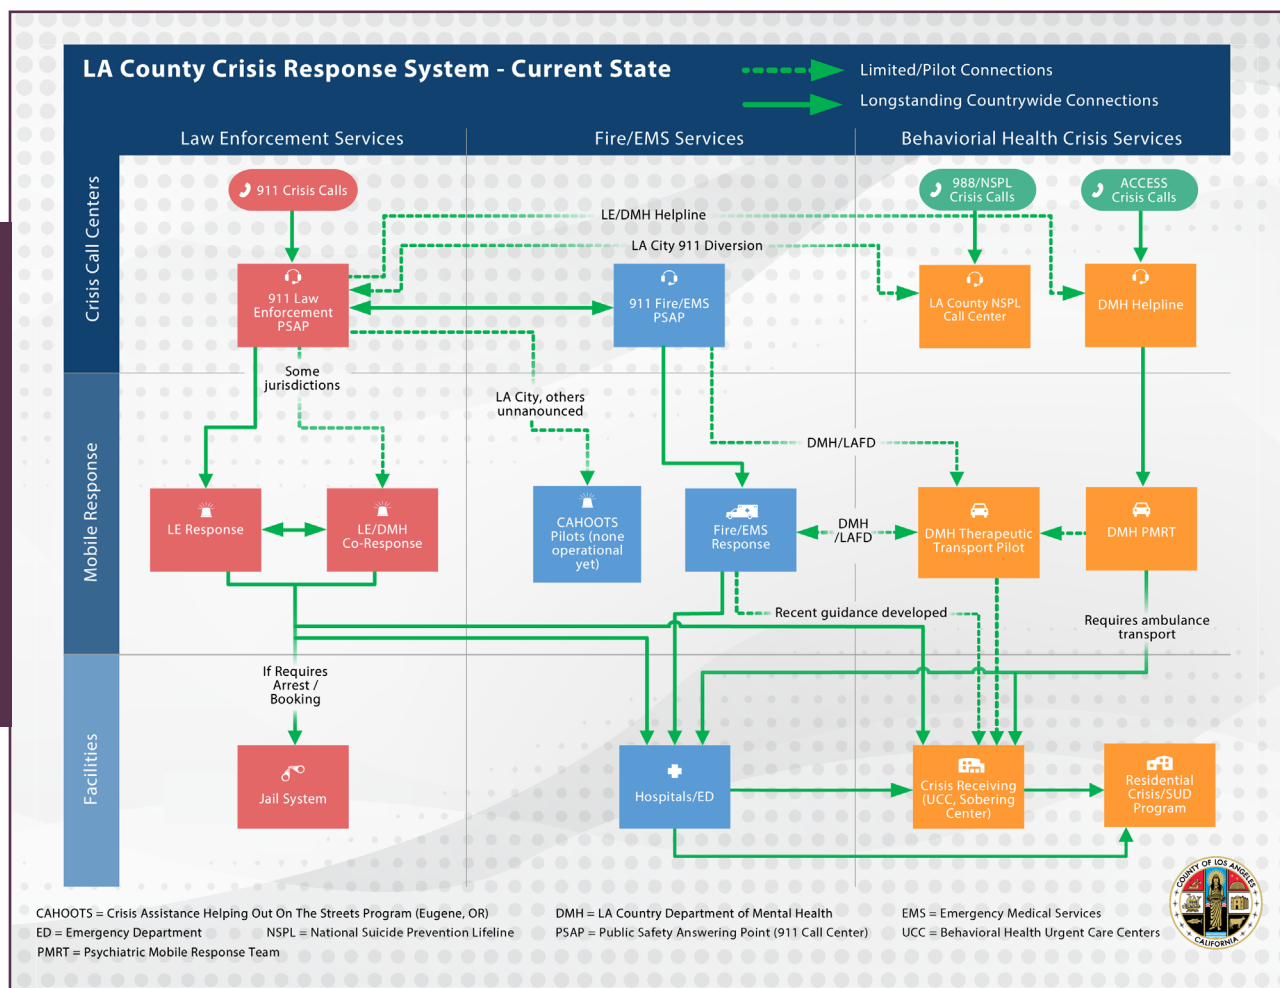 LA County Crisis Response System - Current State
Limited/Pilot Connections
Longstanding Countrywide Connections
Law Enforcement Services
Fire/EMS Services
Behaviorial Health Crisis Services
Crisis Call Centers
911 Crisis Calls
988/NSPL
Crisis Calls
ACCESS
Crisis Calls
LE/DMH Helpline
LA City 911 Diversion
911 Law
Enforcement
PSAP
911 Fire/EMS
PSAP
LA County NSPL
Call Center
DMH Helpline
Some
jurisdictions
LA City, others
unnanounced
DMH/LAFD
Mobile Response
LE Response
LE/DMH
Co-Response
CAHOOTS
Pilots (none
operational
yet)
Fire/EMS
Response
DMH
/LAFD
DMH Therapeutic
Transport Pilot
DMH PMRT
Recent guidance developed
Requires ambulance
transport
If Requires
Arrest /
Booking
Facilities
Jail System
Hospitals/ED
Crisis Receiving
(UCC, Sobering
Center)
Residential
Crisis/SUD
Program
CAHOOTS = Crisis Assistance Helping Out On The Streets Program (Eugene, OR)
DMH = LA Country Department of Mental Health
EMS = Emergency Medical Services
ED = Emergency Department
NSPL = National Suicide Prevention Lifeline
PSAP = Public Safety Answering Point (911 Call Center)
UCC = Behavioral Health Urgent Care Centers
PMRT = Psychiatric Mobile Response Team
COUNTY OF LOS ANGELES
CALIFORNIA